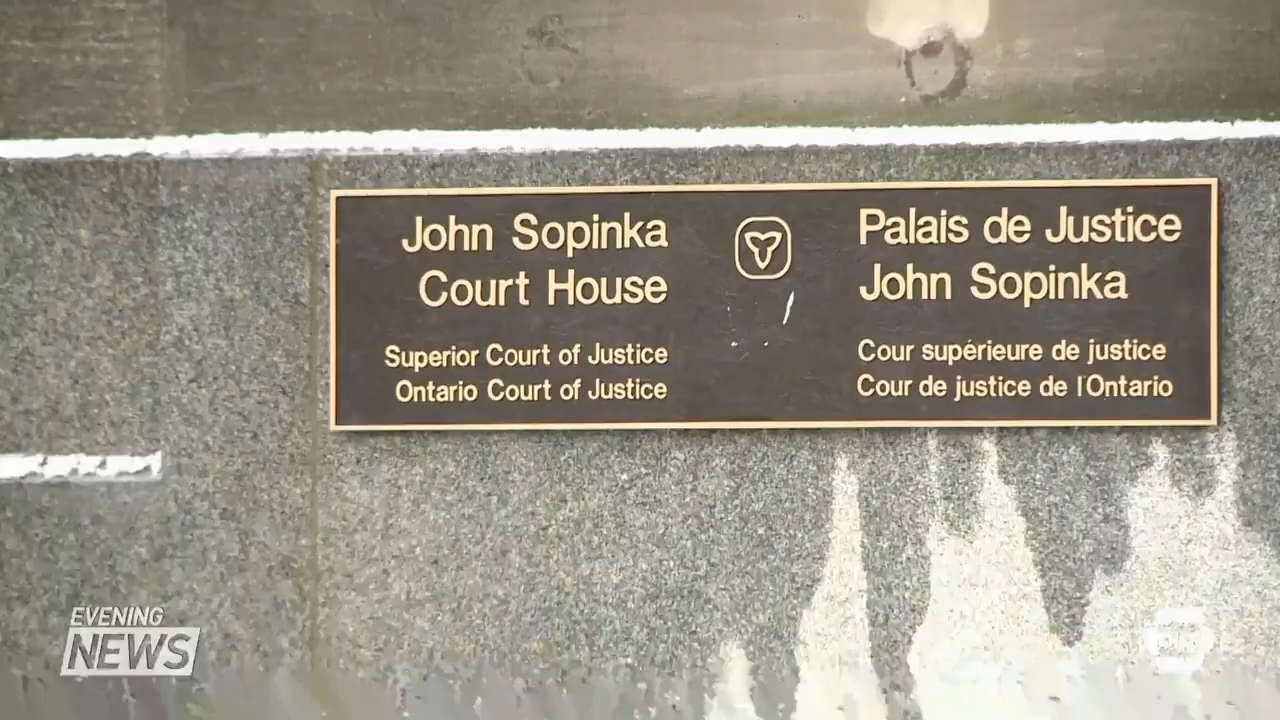 John Sopinka
Court House
Superior Court of Justice
Ontario Court of Justice
Palais de Justice
John Sopinka
Cour supérieure de justice
Cour de justice de l'Ontario
EVENING
NEWS